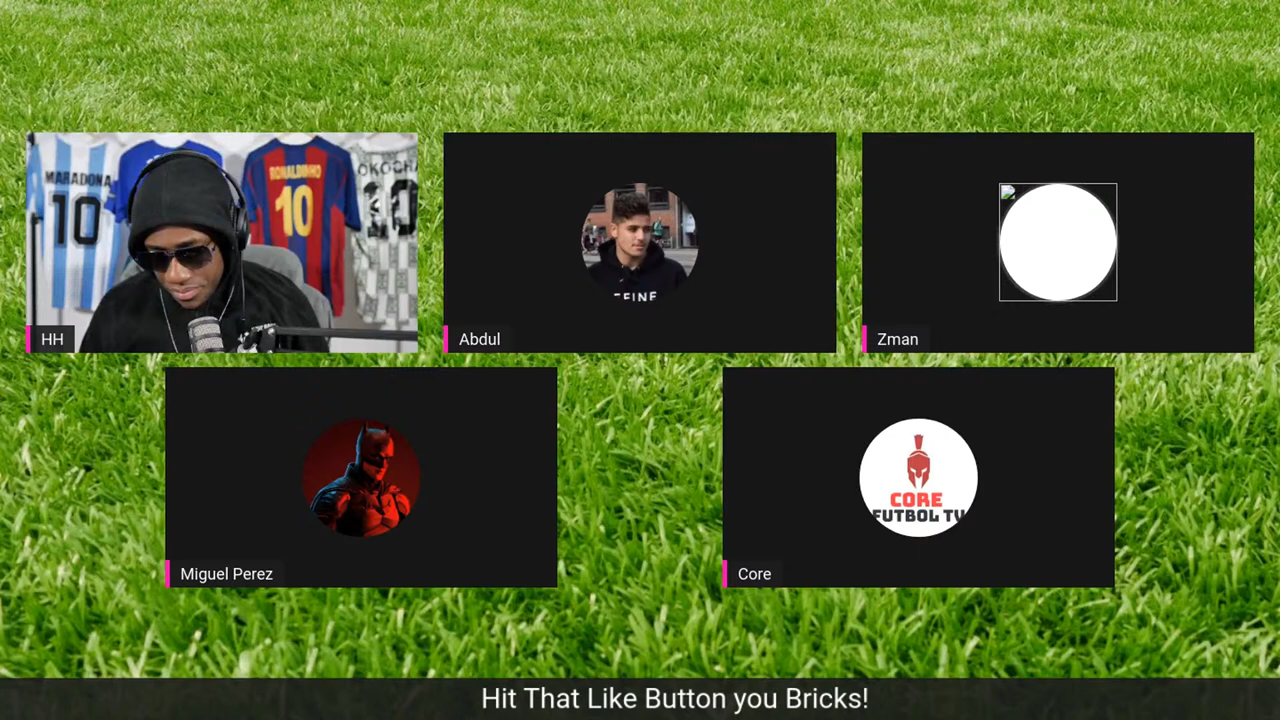 MARADONA
10
RONALDINHO
10
OKOCHA
10
HH
Abdul
Zman
Miguel Perez
CORE
FUTBOL TV
Core
Hit That Like Button you Bricks!